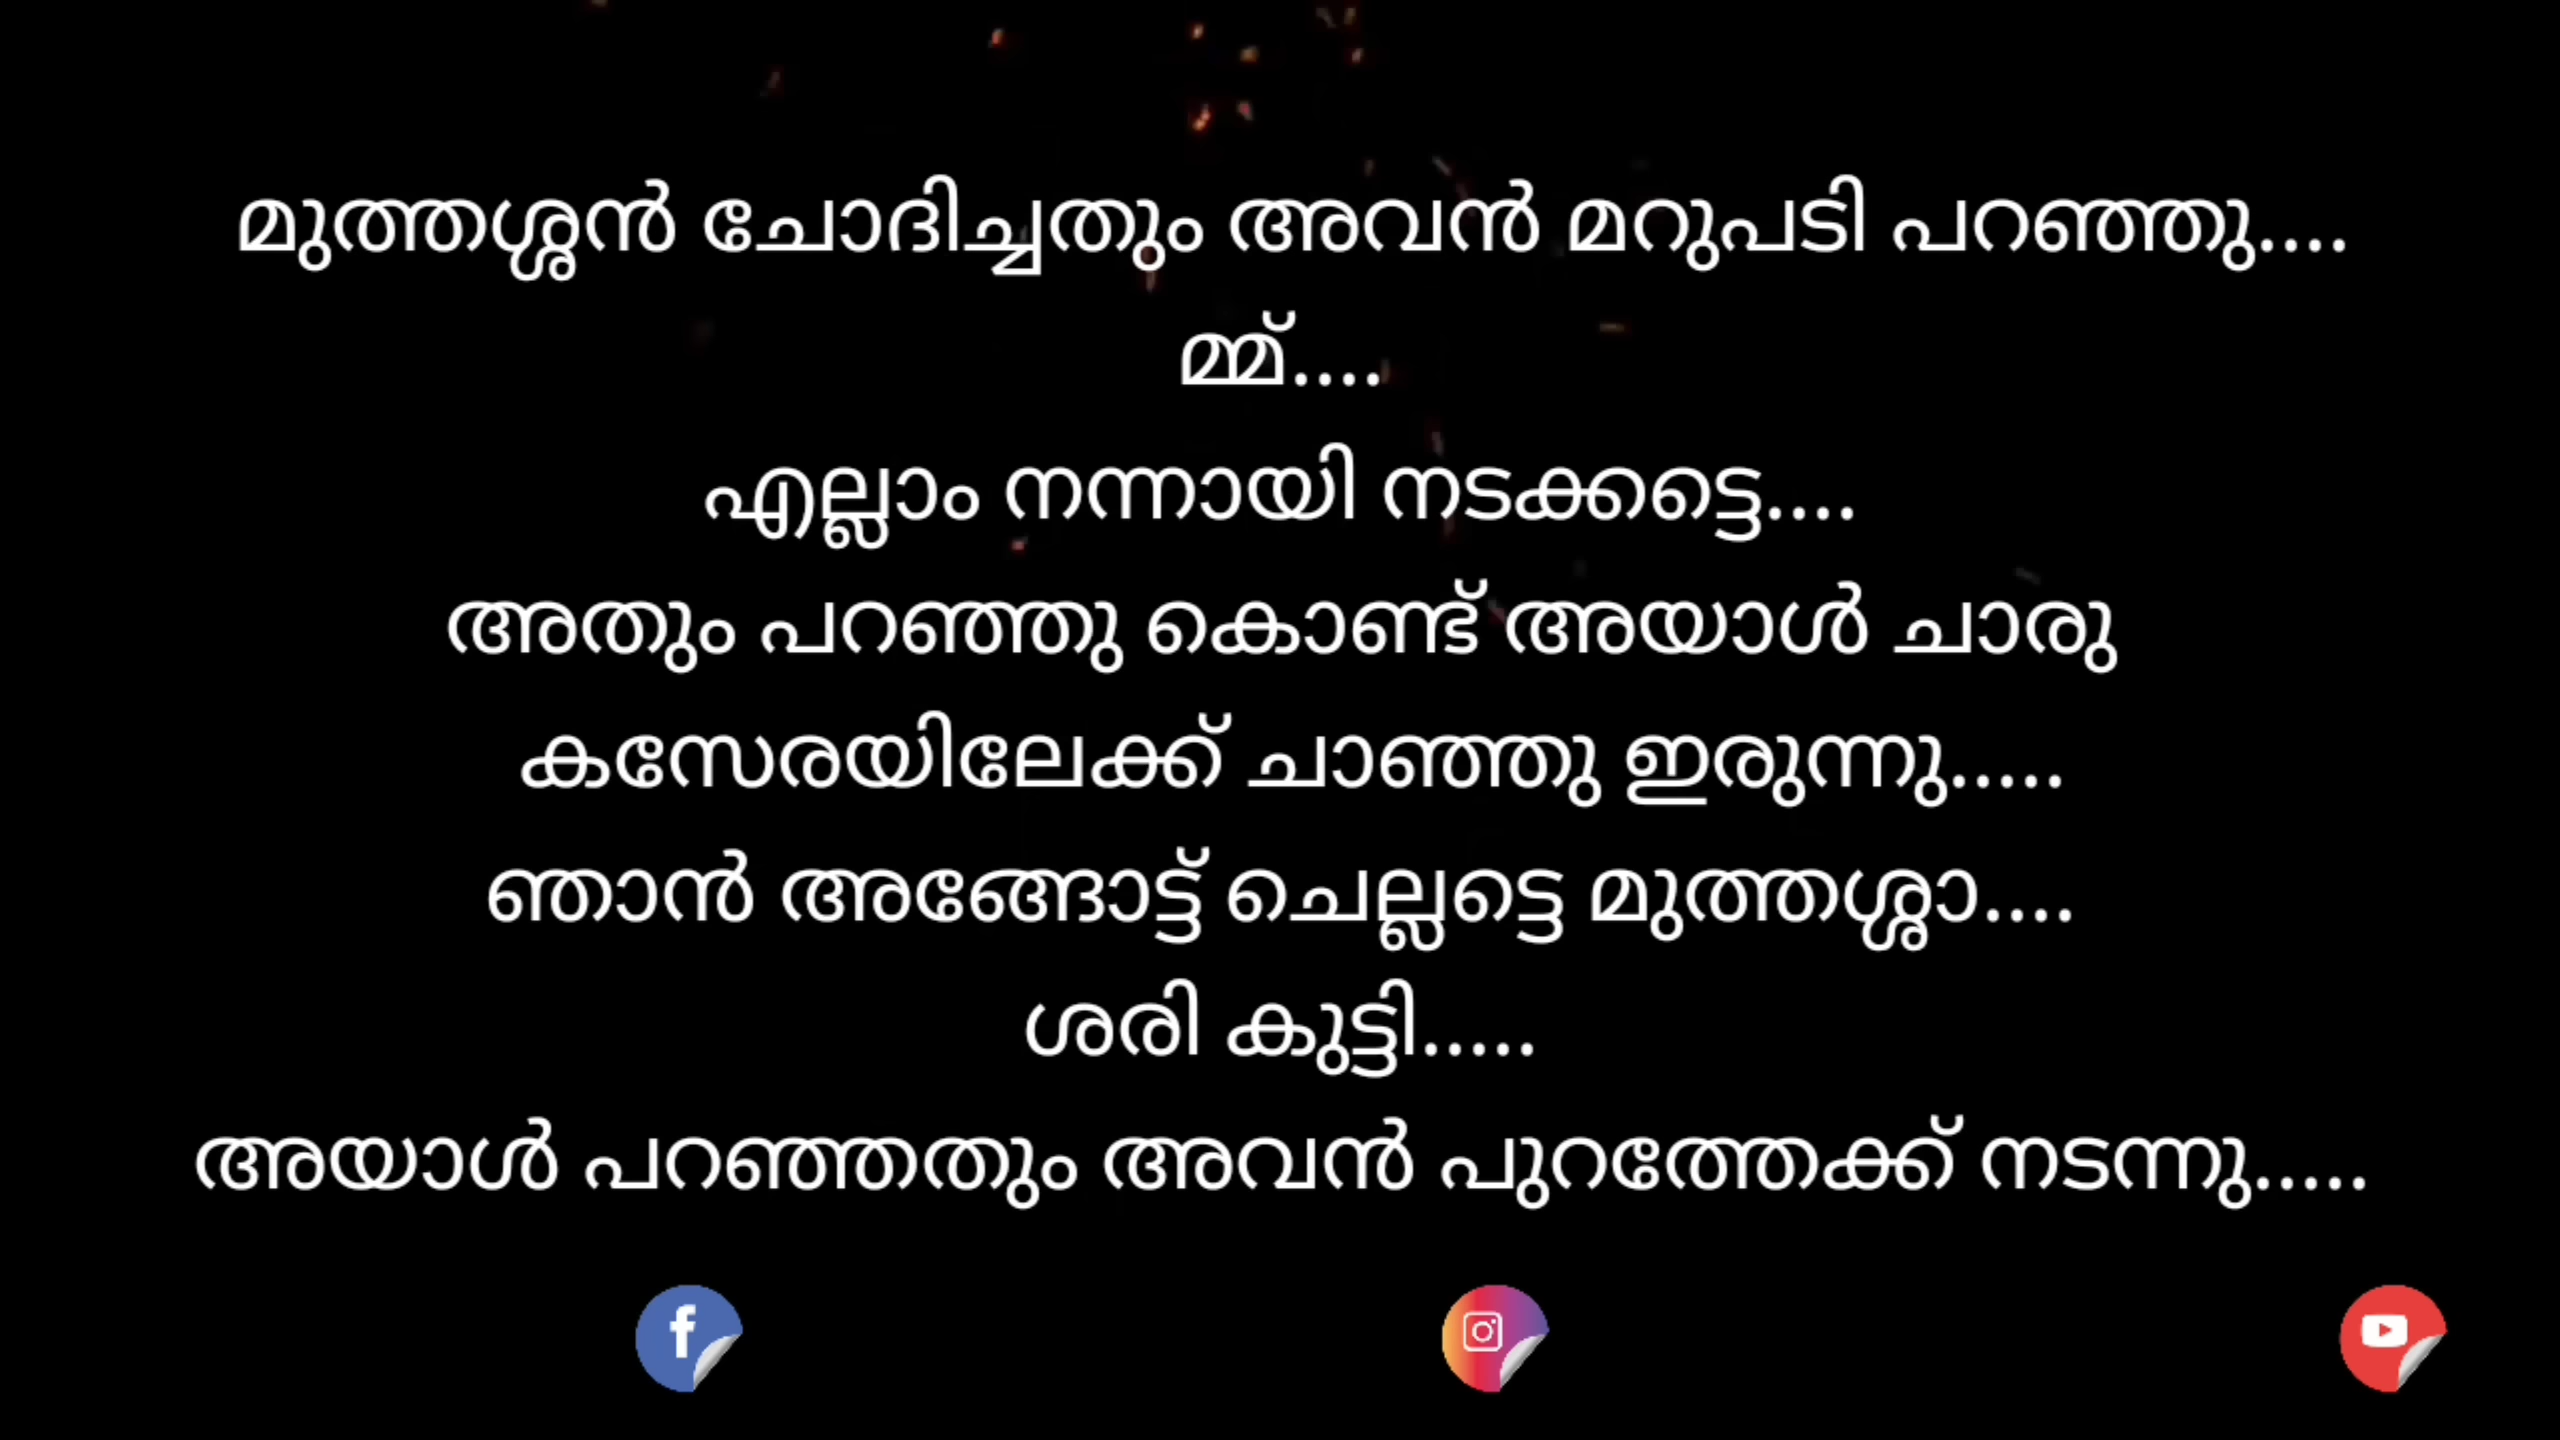 മുത്തശ്ശൻ ചോദിച്ചതും അവൻ മറുപടി പറഞ്ഞു....
മ്മ്....
എല്ലാം നന്നായി നടക്കട്ടെ....
അതും പറഞ്ഞു കൊണ്ട് അയാൾ ചാരു
കസേരയിലേക്ക് ചാഞ്ഞു ഇരുന്നു.....
ഞാൻ അങ്ങോട്ട് ചെല്ലട്ടെ മുത്തശ്ശാ....
ശരി കുട്ടി.....
അയാൾ പറഞ്ഞതും അവൻ പുറത്തേക്ക് നടന്നു.....